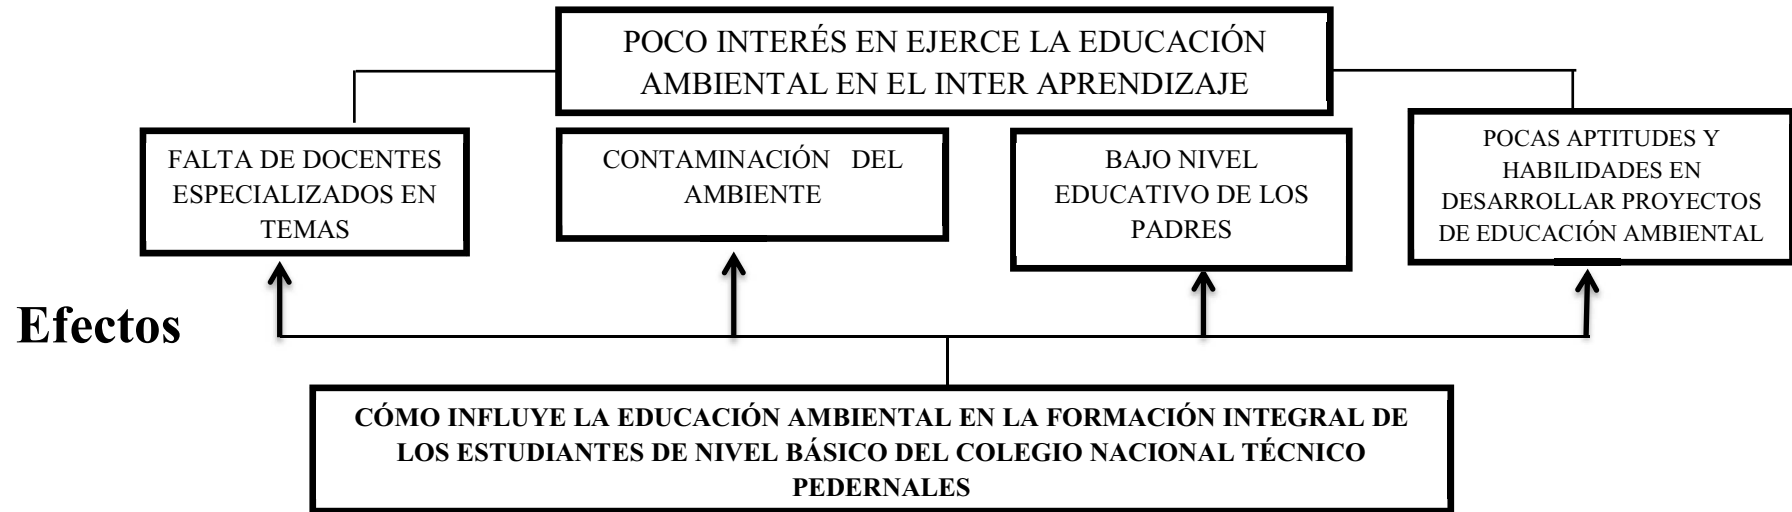 POCO INTERÉS EN EJERCE LA EDUCACIÓN
AMBIENTAL EN EL INTER APRENDIZAJE
FALTA DE DOCENTES
ESPECIALIZADOS EN
TEMAS
CONTAMINACIÓN DEL
AMBIENTE
BAJO NIVEL
EDUCATIVO DE LOS
PADRES
POCAS APTITUDES Y
HABILIDADES EN
DESARROLLAR PROYECTOS
DE EDUCACIÓN AMBIENTAL
Efectos
CÓMO INFLUYE LA EDUCACIÓN AMBIENTAL EN LA FORMACIÓN INTEGRAL DE
LOS ESTUDIANTES DE NIVEL BÁSICO DEL COLEGIO NACIONAL TÉCNICO
PEDERNALES